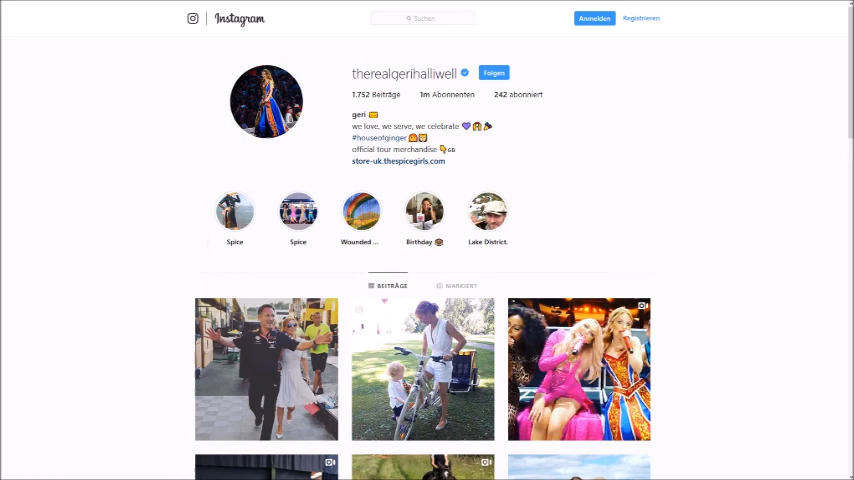 Instagram
Suchen
Anmelden
Registrieren
therealgerihalliwell
Folgen
1.752 Beiträge 1m Abonnenten 242 abonniert
geri
we love, we serve, we celebrate
#houseofginger
official tour merchandise GB
store-uk.thespicegirls.com
Spice Spice Wounded ... Birthday Lake District.
BEITRÄGE MARKIERT